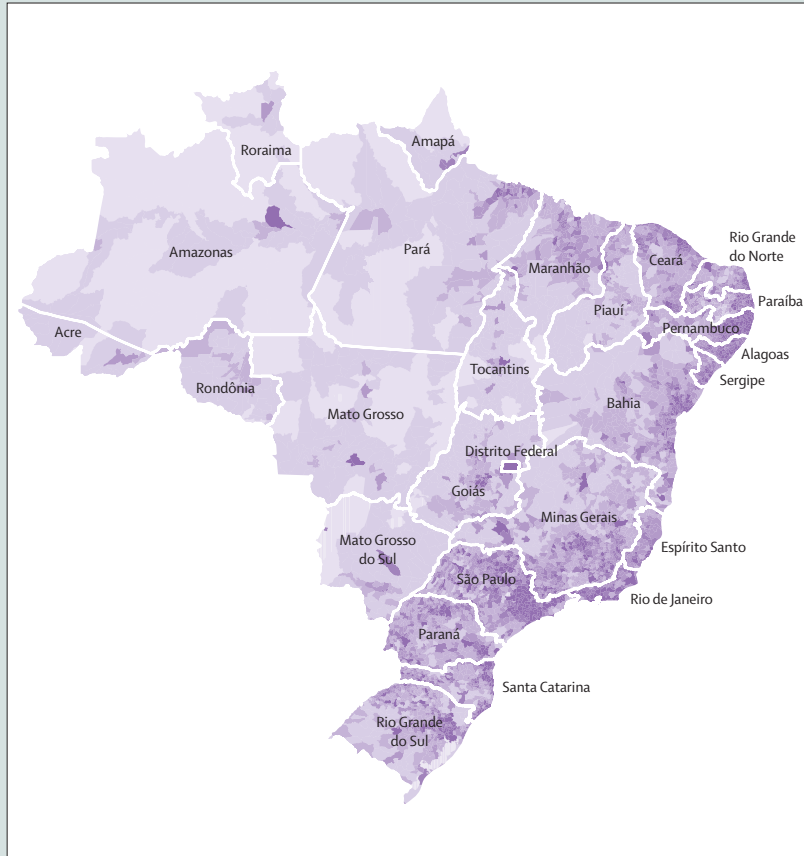 Roraima
Amapá
Amazonas
Pará
Maranhão
Ceará
Rio Grande
do Norte
Paraíba
Piauí
Pernambuco
Acre
Alagoas
Sergipe
Tocantins
Rondônia
Bahia
Mato Grosso
Distrito Federal
Goiás
Minas Gerais
Mato Grosso
do Sul
Espírito Santo
São Paulo
Rio de Janeiro
Paraná
Santa Catarina
Rio Grande
do Sul